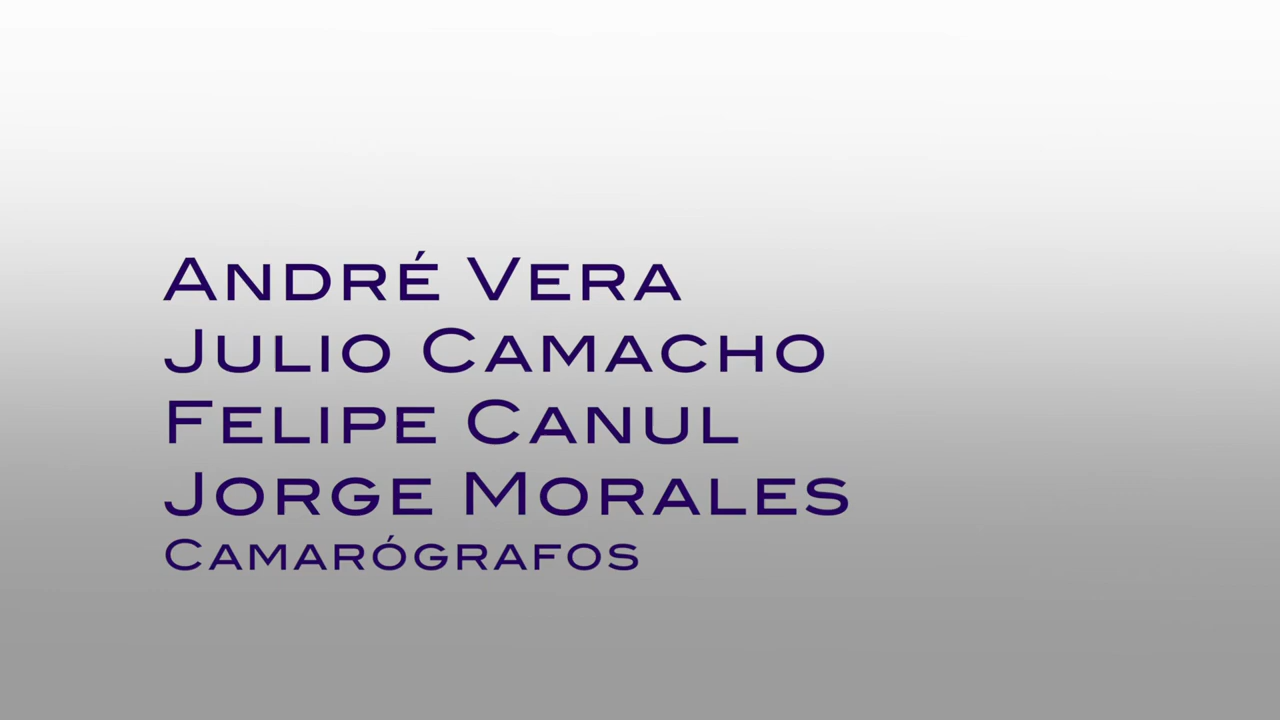 André Vera
Julio Camacho
Felipe Canul
Jorge Morales
Camarógrafos